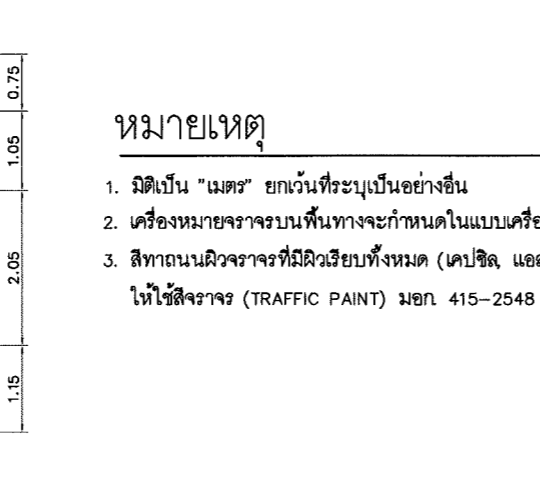 0.75
1.05
2.05
1.15
หมายเหตุ
1. มิติเป็น "เมตร" ยกเว้นที่ระบุเป็นอย่างอื่น
2. เครื่องหมายจราจรบนพื้นทางจะกำหนดในแบบ
3. สีทาถนนผิวจราจรที่มีผิวเรียบทั้งหมด (เคปซิล,
ให้ใช้สีจราจร (TRAFFIC PAINT) มอก. 415-2548